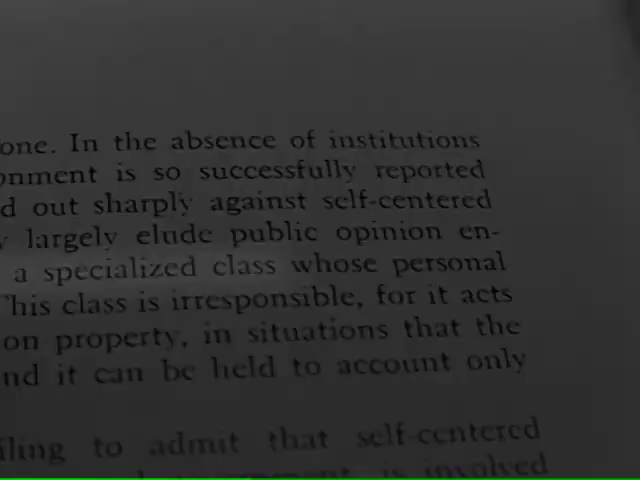 one. In the absence of institutions
onment is so successfully reported
d out sharply against self-centered
y largely elude public opinion en-
a specialized class whose personal
This class is irresponsible, for it acts
on property, in situations that the
nd it can be held to account only
iling to admit that self-centered
is involved